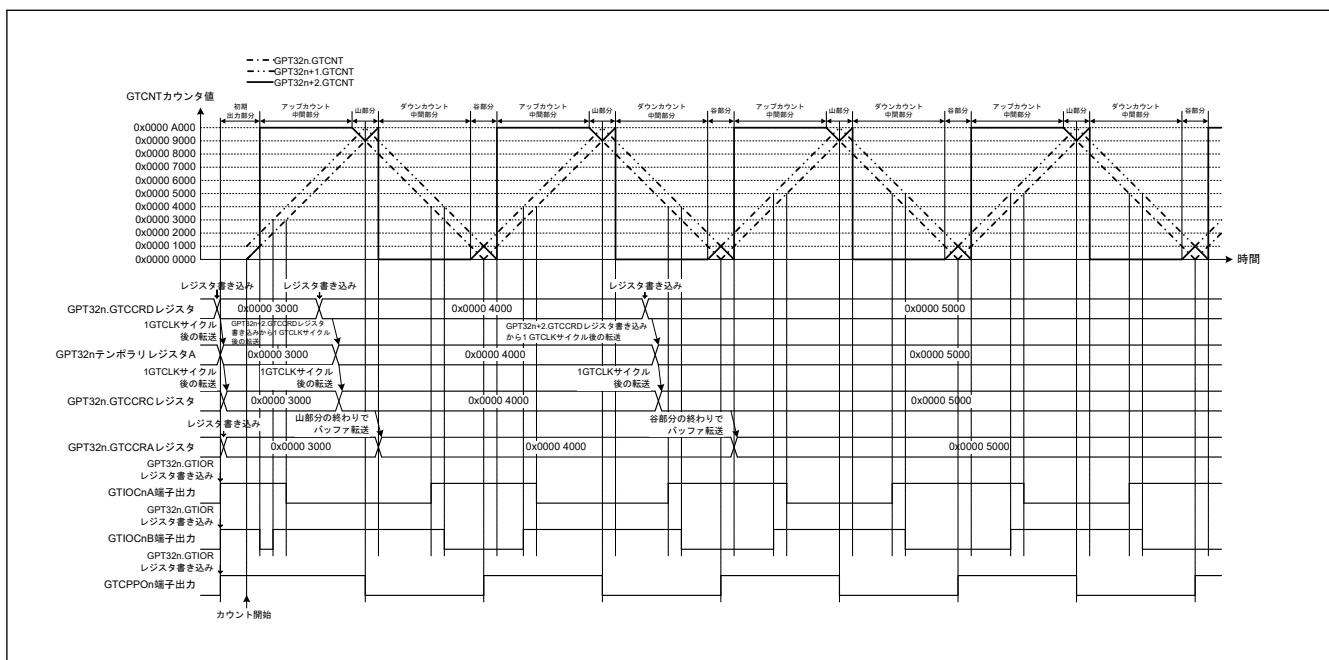 GPT32n.GTCNT
GPT32n+1.GTCNT
GPT32n+2.GTCNT
GTCNTカウンタ値
初期
出力部分
アップカウント
中間部分
山部分
ダウンカウント
中間部分
谷部分
アップカウント
中間部分
山部分
ダウンカウント
中間部分
谷部分
アップカウント
中間部分
山部分
ダウンカウント
中間部分
谷部分
アップカウント
中間部分
山部分
ダウンカウント
中間部分
谷部分
0x0000 A000
0x0000 9000
0x0000 8000
0x0000 7000
0x0000 6000
0x0000 5000
0x0000 4000
0x0000 3000
0x0000 2000
0x0000 1000
0x0000 0000
時間
レジスタ書き込み
レジスタ書き込み
レジスタ書き込み
GPT32n.GTCCRDレジスタ
0x0000 3000
0x0000 4000
0x0000 5000
1GTCLKサイクル
後の転送
GPT32n+2.GTCCRDレジスタ
書き込みから1 GTCLKサイクル
後の転送
GPT32n+2.GTCCRDレジスタ書き込み
から1 GTCLKサイクル後の転送
GPT32nテンポラリレジスタA
0x0000 3000
0x0000 4000
0x0000 5000
1GTCLKサイクル
後の転送
1GTCLKサイクル
後の転送
1GTCLKサイクル
後の転送
GPT32n.GTCCRCレジスタ
0x0000 3000
0x0000 4000
0x0000 5000
レジスタ書き込み
山部分の終わりで
バッファ転送
谷部分の終わりで
バッファ転送
GPT32n.GTCCRAレジスタ
0x0000 3000
0x0000 4000
0x0000 5000
GPT32n.GTIOR
レジスタ書き込み
GTIOCnA端子出力
GPT32n.GTIOR
レジスタ書き込み
GTIOCnB端子出力
GPT32n.GTIOR
レジスタ書き込み
GTCPPOn端子出力
カウント開始